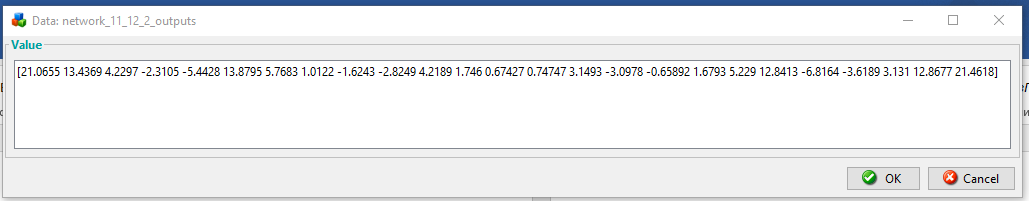 Data: network_11_12_2_outputs
Value
[21.0655 13.4369 4.2297 -2.3105 -5.4428 13.8795 5.7683 1.0122 -1.6243 -2.8249 4.2189 1.746 0.67427 0.74747 3.1493 -3.0978 -0.65892 1.6793 5.229 12.8413 -6.8164 -3.6189 3.131 12.8677 21.4618]
OK Cancel